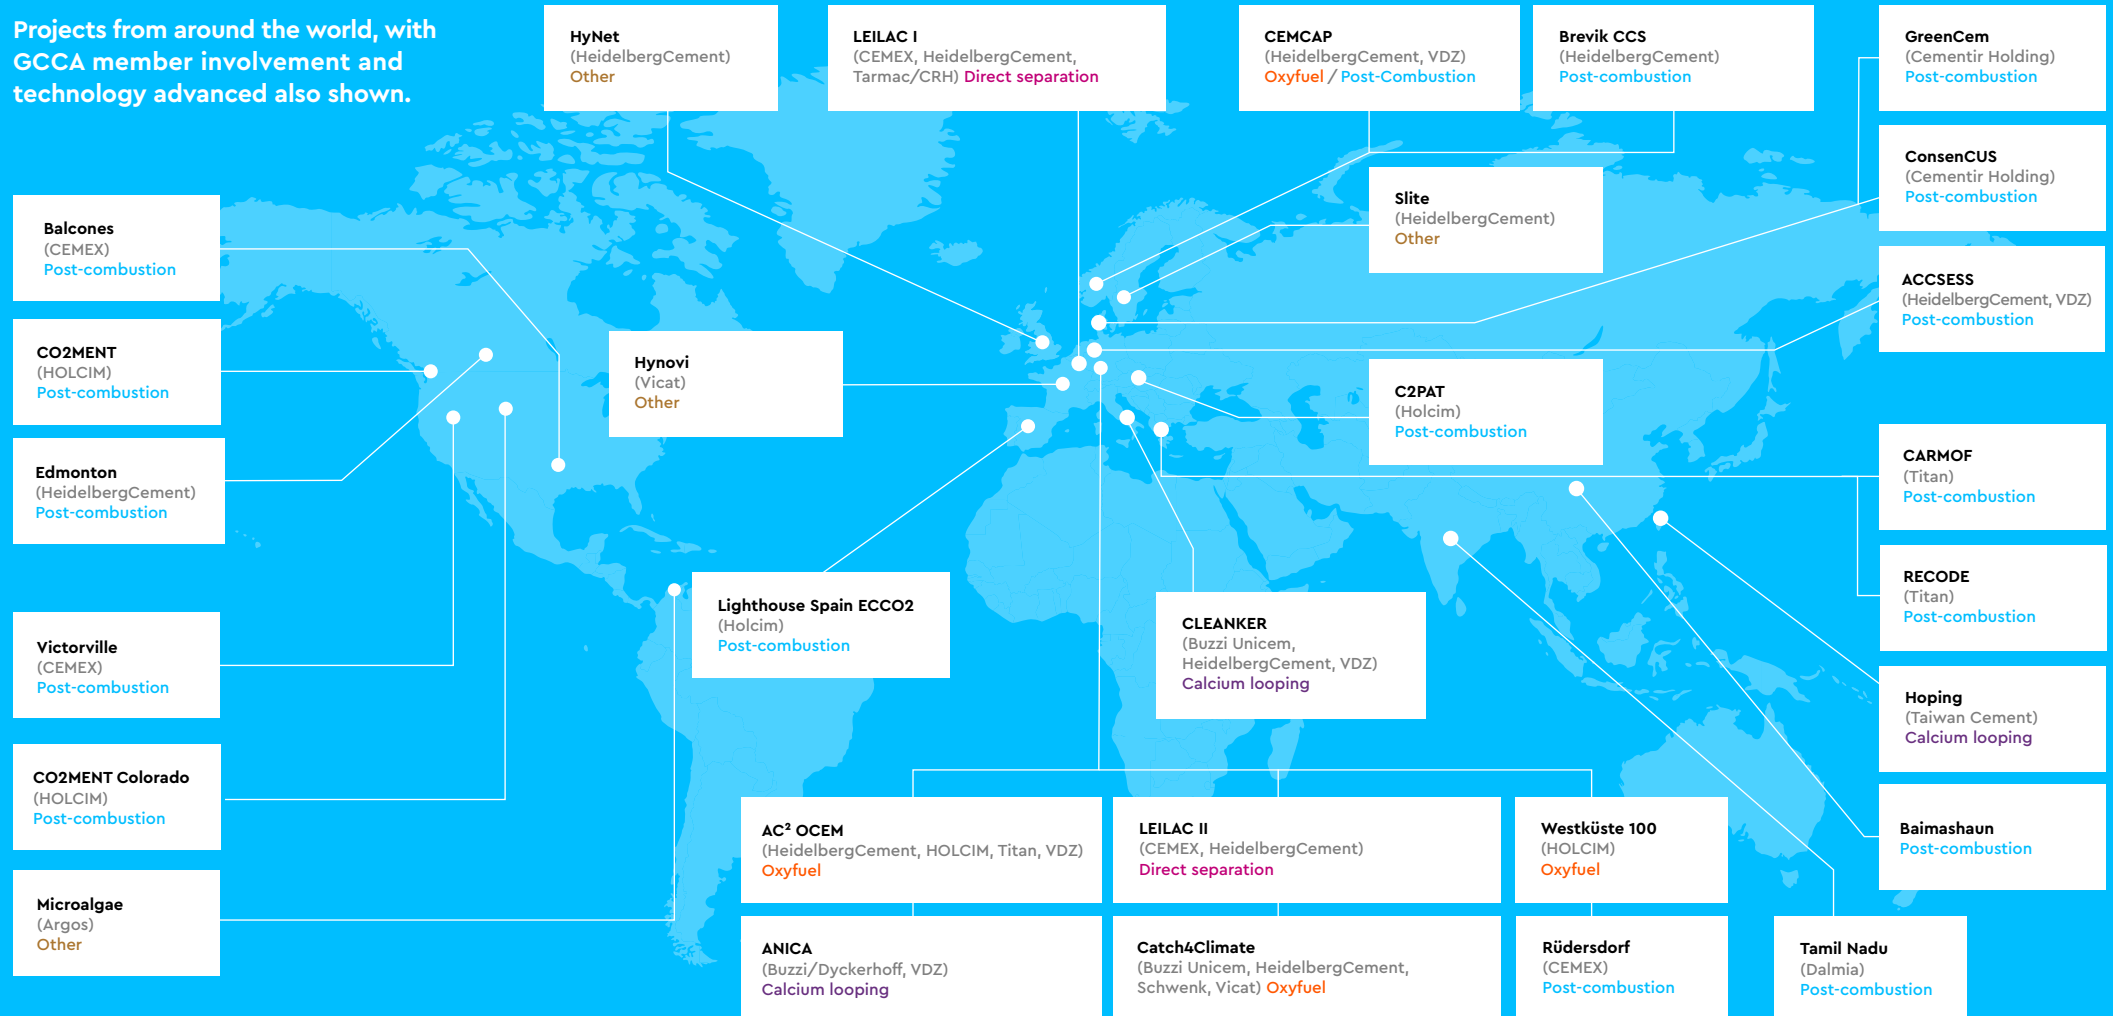 Projects from around the world, with
GCCA member involvement and
technology advanced also shown.
HyNet
(HeidelbergCement)
Other
LEILAC I
(CEMEX, HeidelbergCement,
Tarmac/CRH) Direct separation
CEMCAP
(HeidelbergCement, VDZ)
Oxyfuel / Post-Combustion
Brevik CCS
(HeidelbergCement)
Post-combustion
GreenCem
(Cementir Holding)
Post-combustion
ConsenCUS
(Cementir Holding)
Post-combustion
Slite
(HeidelbergCement)
Other
Balcones
(CEMEX)
Post-combustion
ACCSESS
(HeidelbergCement, VDZ)
Post-combustion
CO2MENT
(HOLCIM)
Post-combustion
Hynovi
(Vicat)
Other
C2PAT
(Holcim)
Post-combustion
Edmonton
(HeidelbergCement)
Post-combustion
CARMOF
(Titan)
Post-combustion
RECODE
(Titan)
Post-combustion
Lighthouse Spain ECCO2
(Holcim)
Post-combustion
CLEANKER
(Buzzi Unicem,
HeidelbergCement, VDZ)
Calcium looping
Victorville
(CEMEX)
Post-combustion
Hoping
(Taiwan Cement)
Calcium looping
CO2MENT Colorado
(HOLCIM)
Post-combustion
AC² OCEM
(HeidelbergCement, HOLCIM, Titan, VDZ)
Oxyfuel
LEILAC II
(CEMEX, HeidelbergCement)
Direct separation
Westküste 100
(HOLCIM)
Oxyfuel
Baimashaun
Post-combustion
Microalgae
(Argos)
Other
ANICA
(Buzzi/Dyckerhoff, VDZ)
Calcium looping
Catch4Climate
(Buzzi Unicem, HeidelbergCement,
Schwenk, Vicat) Oxyfuel
Rüdersdorf
(CEMEX)
Post-combustion
Tamil Nadu
(Dalmia)
Post-combustion